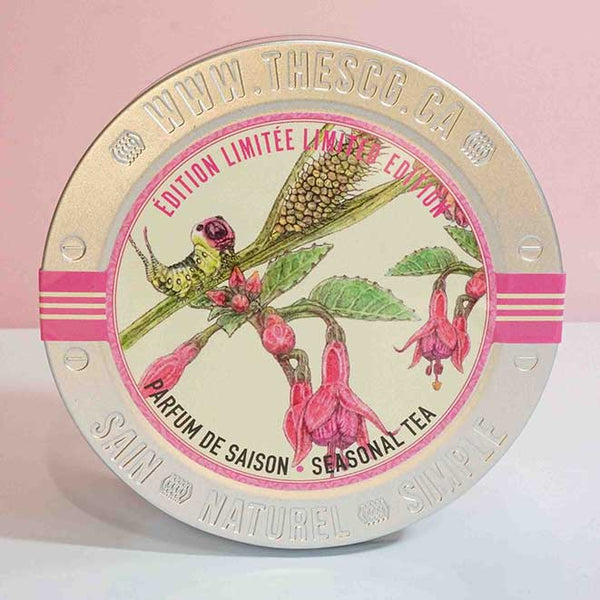 WWW.THESCG.CA
ÉDITION LIMITÉE LIMITED EDITION
PARFUM DE SAISON • SEASONAL TEA
SAIN NATUREL SIMPLE